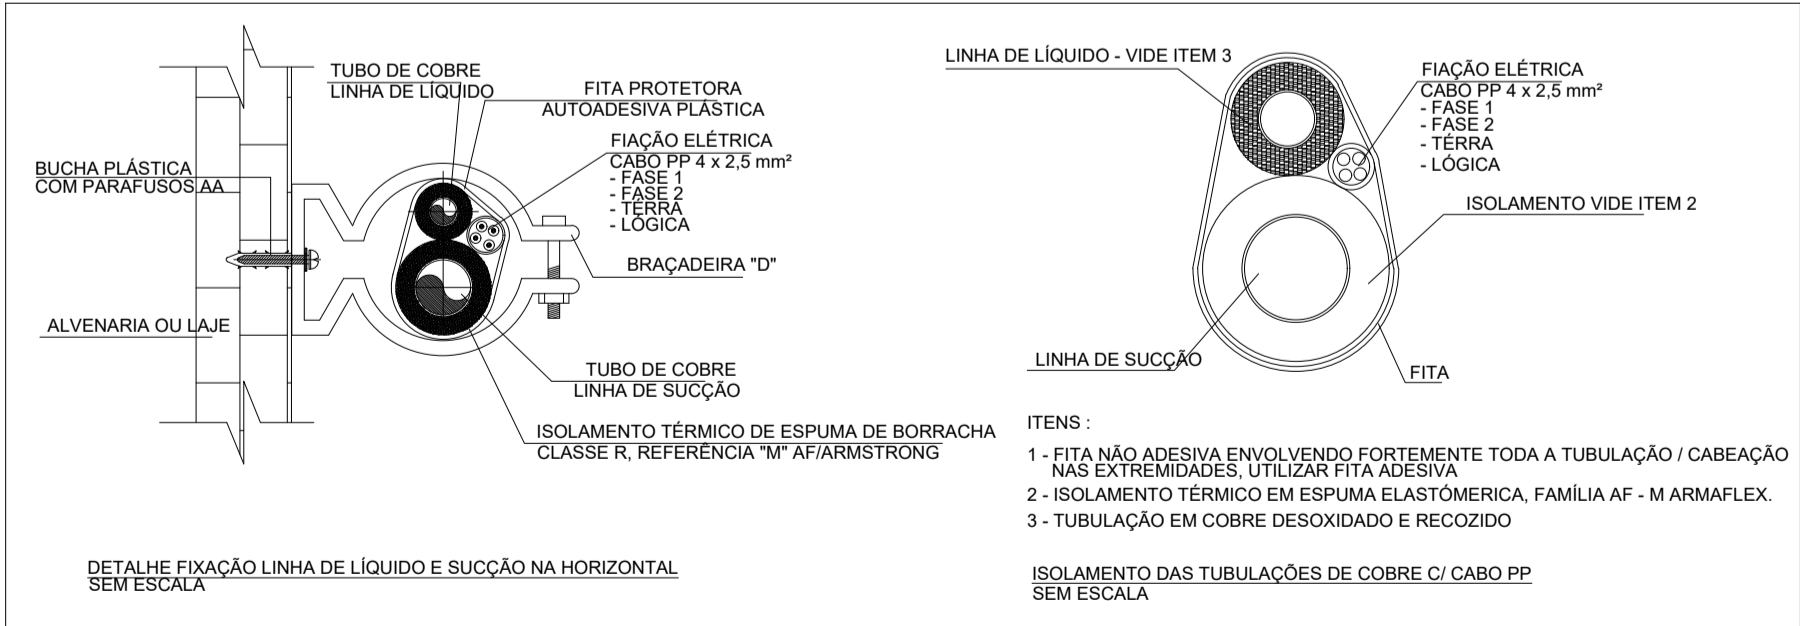 TUBO DE COBRE
LINHA DE LÍQUIDO
FITA PROTETORA
AUTOADESIVA PLÁSTICA
FIAÇÃO ELÉTRICA
CABO PP 4 x 2,5 mm²
- FASE 1
- FASE 2
- TÉRRA
- LÓGICA
BUCHA PLÁSTICA
COM PARAFUSOS AA
BRAÇADEIRA "D"
ALVENARIA OU LAJE
TUBO DE COBRE
LINHA DE SUCÇÃO
ISOLAMENTO TÉRMICO DE ESPUMA DE BORRACHA
CLASSE R, REFERÊNCIA "M" AF/ARMSTRONG
DETALHE FIXAÇÃO LINHA DE LÍQUIDO E SUCÇÃO NA HORIZONTAL
SEM ESCALA
LINHA DE LÍQUIDO - VIDE ITEM 3
FIAÇÃO ELÉTRICA
CABO PP 4 x 2,5 mm²
- FASE 1
- FASE 2
- TÉRRA
- LÓGICA
ISOLAMENTO VIDE ITEM 2
LINHA DE SUCÇÃO
FITA
ITENS :
1 - FITA NÃO ADESIVA ENVOLVENDO FORTEMENTE TODA A TUBULAÇÃO / CABEAÇÃO
NAS EXTREMIDADES, UTILIZAR FITA ADESIVA
2 - ISOLAMENTO TÉRMICO EM ESPUMA ELASTÓMERICA, FAMÍLIA AF - M ARMAFLEX.
3 - TUBULAÇÃO EM COBRE DESOXIDADO E RECOZIDO
ISOLAMENTO DAS TUBULAÇÕES DE COBRE C/ CABO PP
SEM ESCALA